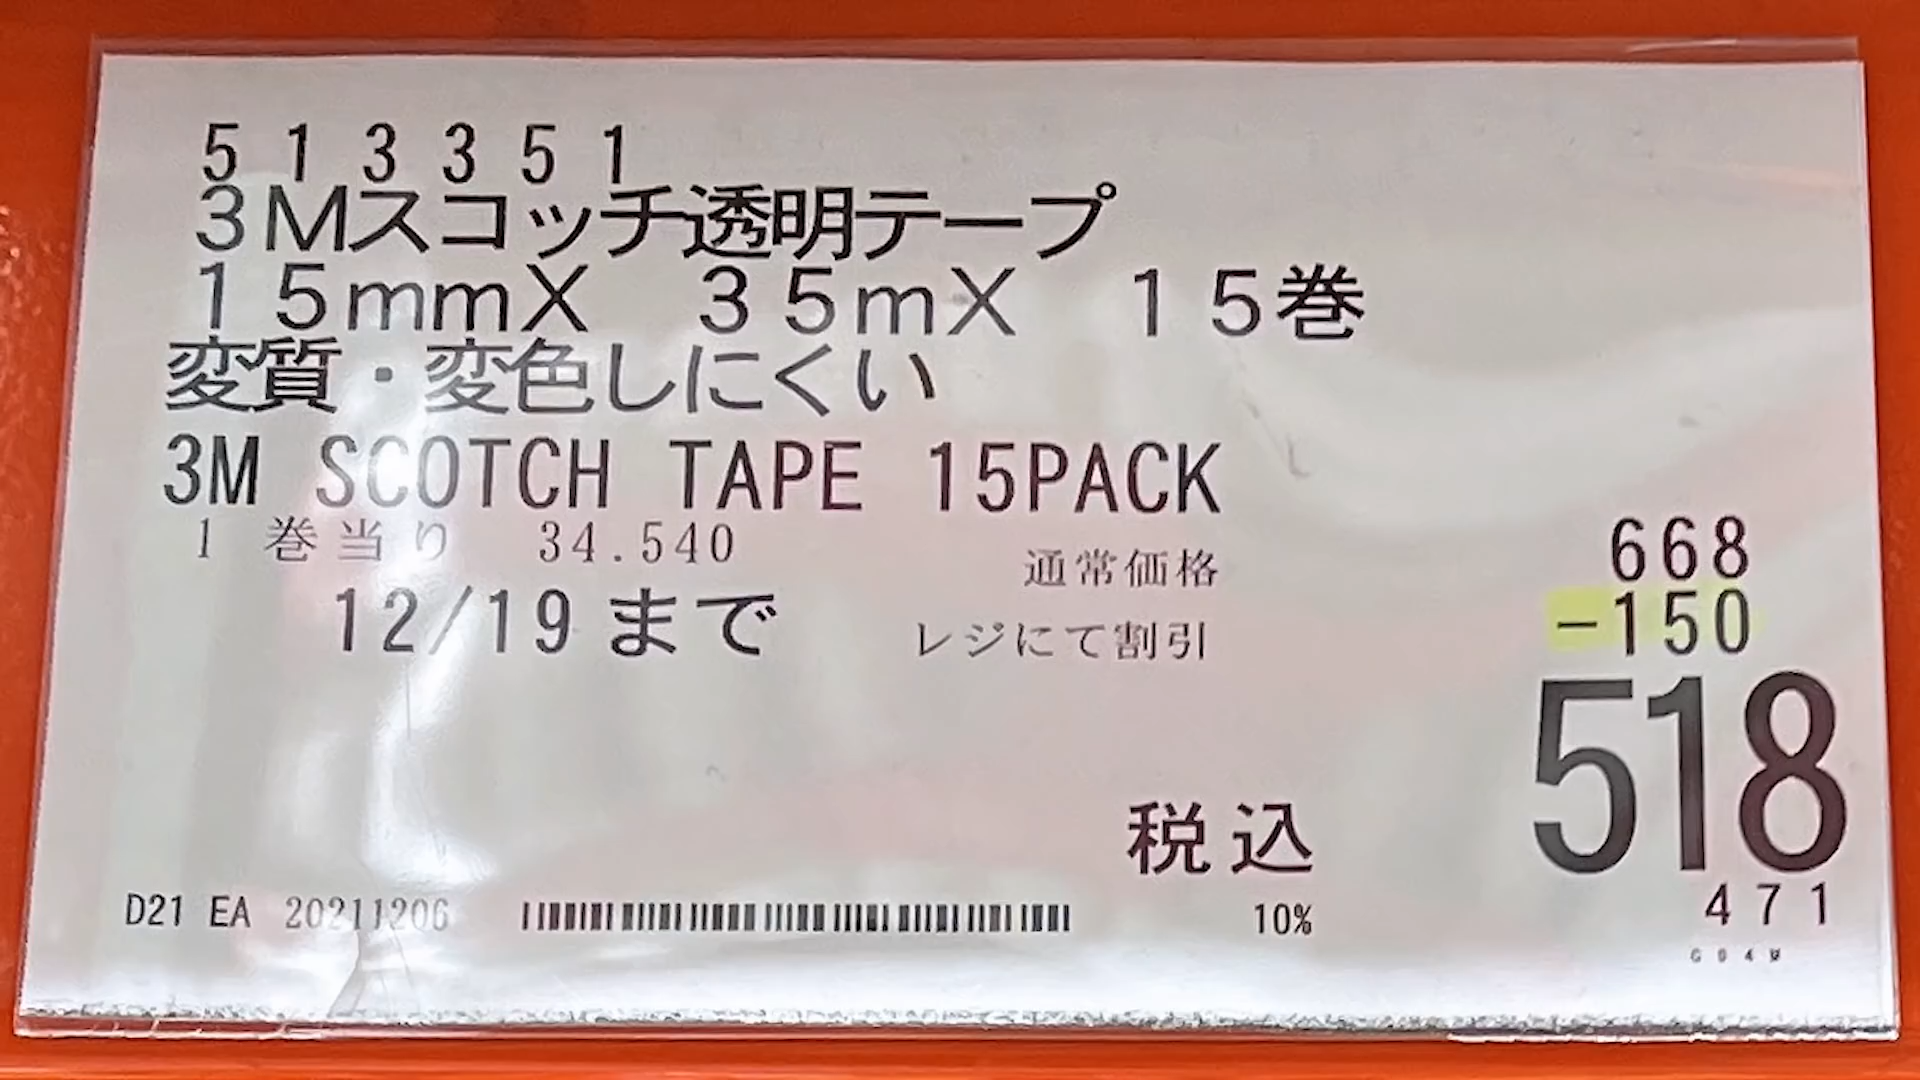 513351
3Mスコッチ透明テープ
15mmX 35mX 15巻
変質・変色しにくい
3M SCOTCH TAPE 15PACK
1巻当り 34.540
通常価格 668
12/19まで レジにて割引 -150
518
税込
471
D21 EA 20211206 10%